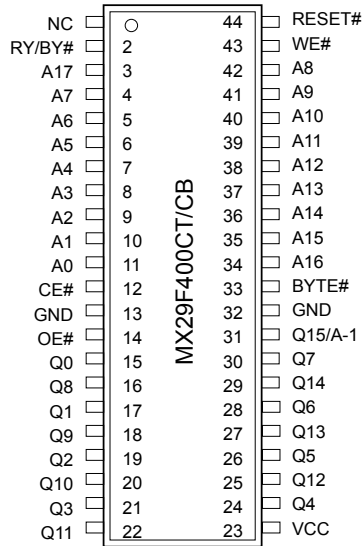 NC 44 RESET#
RY/BY# 2 43 WE#
A17 3 42 A8
A7 4 41 A9
A6 5 40 A10
A5 6 39 A11
A4 7 38 A12
A3 8 37 A13
A2 9 36 A14
A1 10 35 A15
A0 11 34 A16
CE# 12 33 BYTE#
GND 13 32 GND
OE# 14 31 Q15/A-1
Q0 15 30 Q7
Q8 16 29 Q14
Q1 17 28 Q6
Q9 18 27 Q13
Q2 19 26 Q5
Q10 20 25 Q12
Q3 21 24 Q4
Q11 22 23 VCC
MX29F400CT/CB